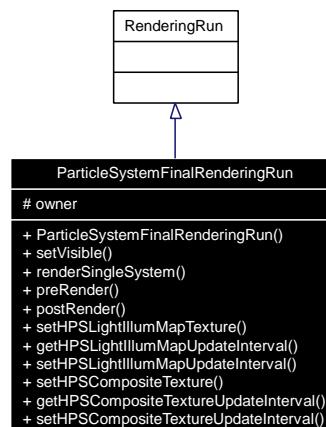 RenderingRun
ParticleSystemFinalRenderingRun
# owner
+ ParticleSystemFinalRenderingRun()
+ setVisible()
+ renderSingleSystem()
+ preRender()
+ postRender()
+ setHPSLightIllumMapTexture()
+ getHPSLightIllumMapUpdateInterval()
+ setHPSLightIllumMapUpdateInterval()
+ setHPSCompositeTexture()
+ getHPSCompositeTextureUpdateInterval()
+ setHPSCompositeTextureUpdateInterval()